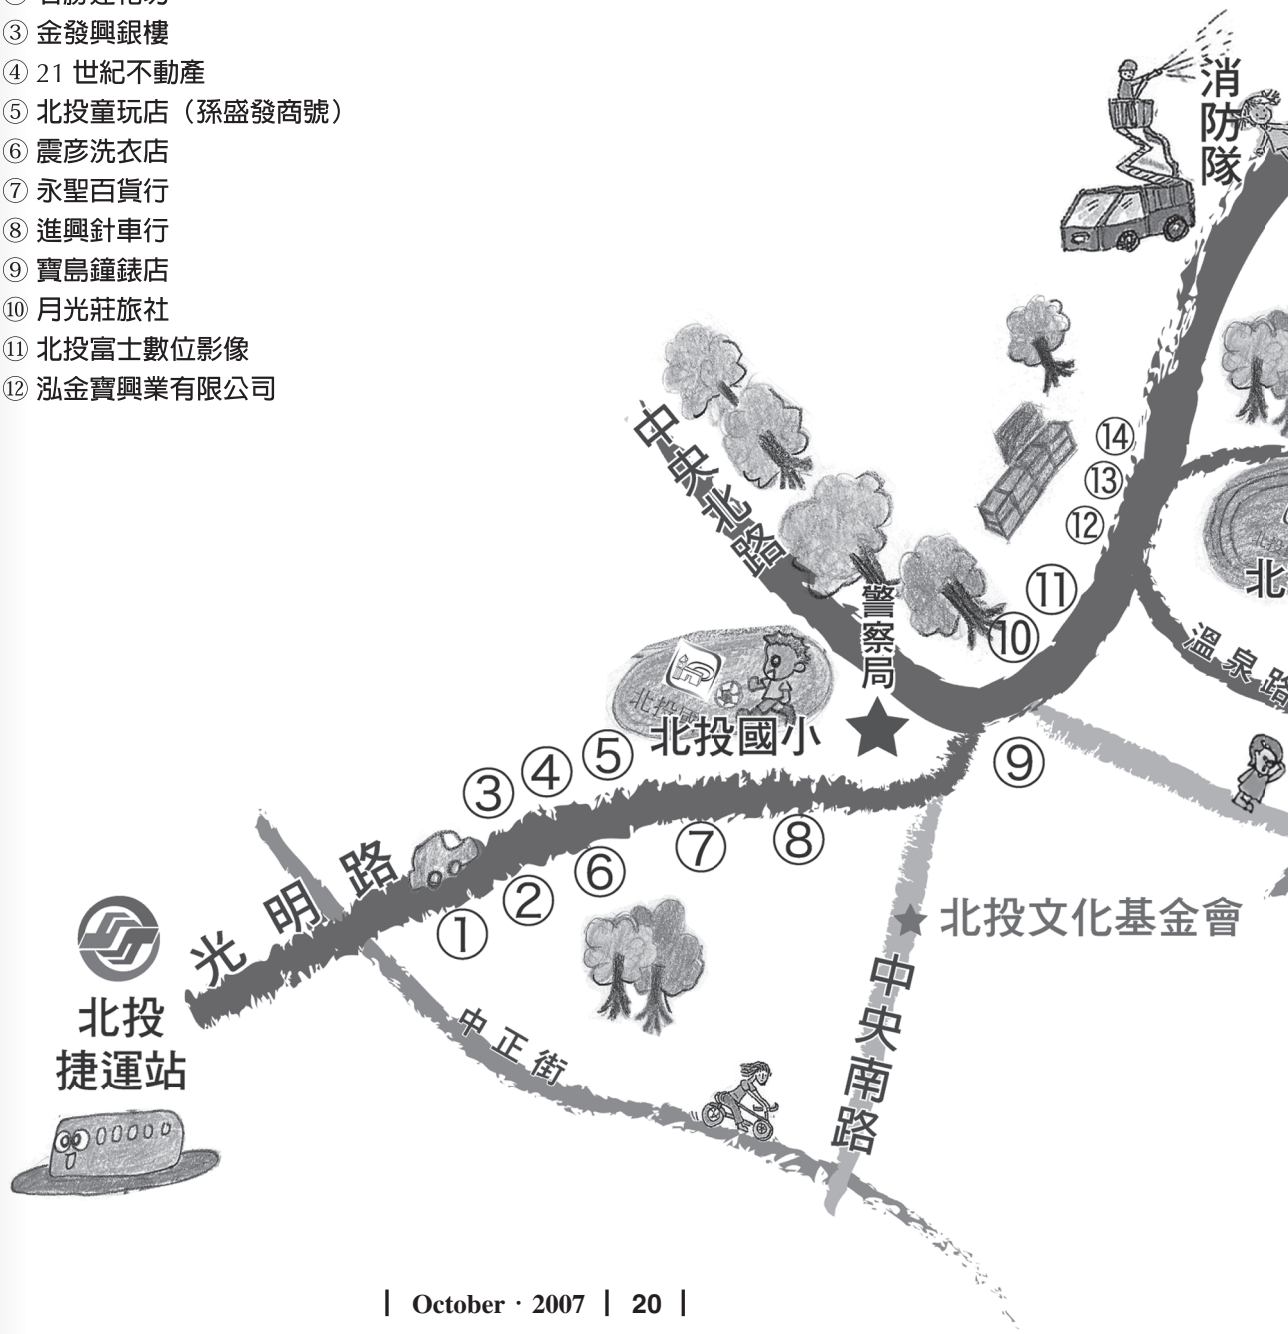 ③ 金發興銀樓
④ 21 世紀不動產
⑤ 北投童玩店（孫盛發商號）
⑥ 震彥洗衣店
⑦ 永聖百貨行
⑧ 進興針車行
⑨ 寶島鐘錶店
⑩ 月光莊旅社
⑪ 北投富士數位影像
⑫ 泓金寶興業有限公司
消防隊
中央北路
⑭
⑬
⑫
⑪
⑩
警察局
北
溫泉路
北投國小
⑨
⑤
④
③
⑧
⑦
⑥
②
①
光明路
北投
捷運站
北投文化基金會
中央南路
中正街
October · 2007
20